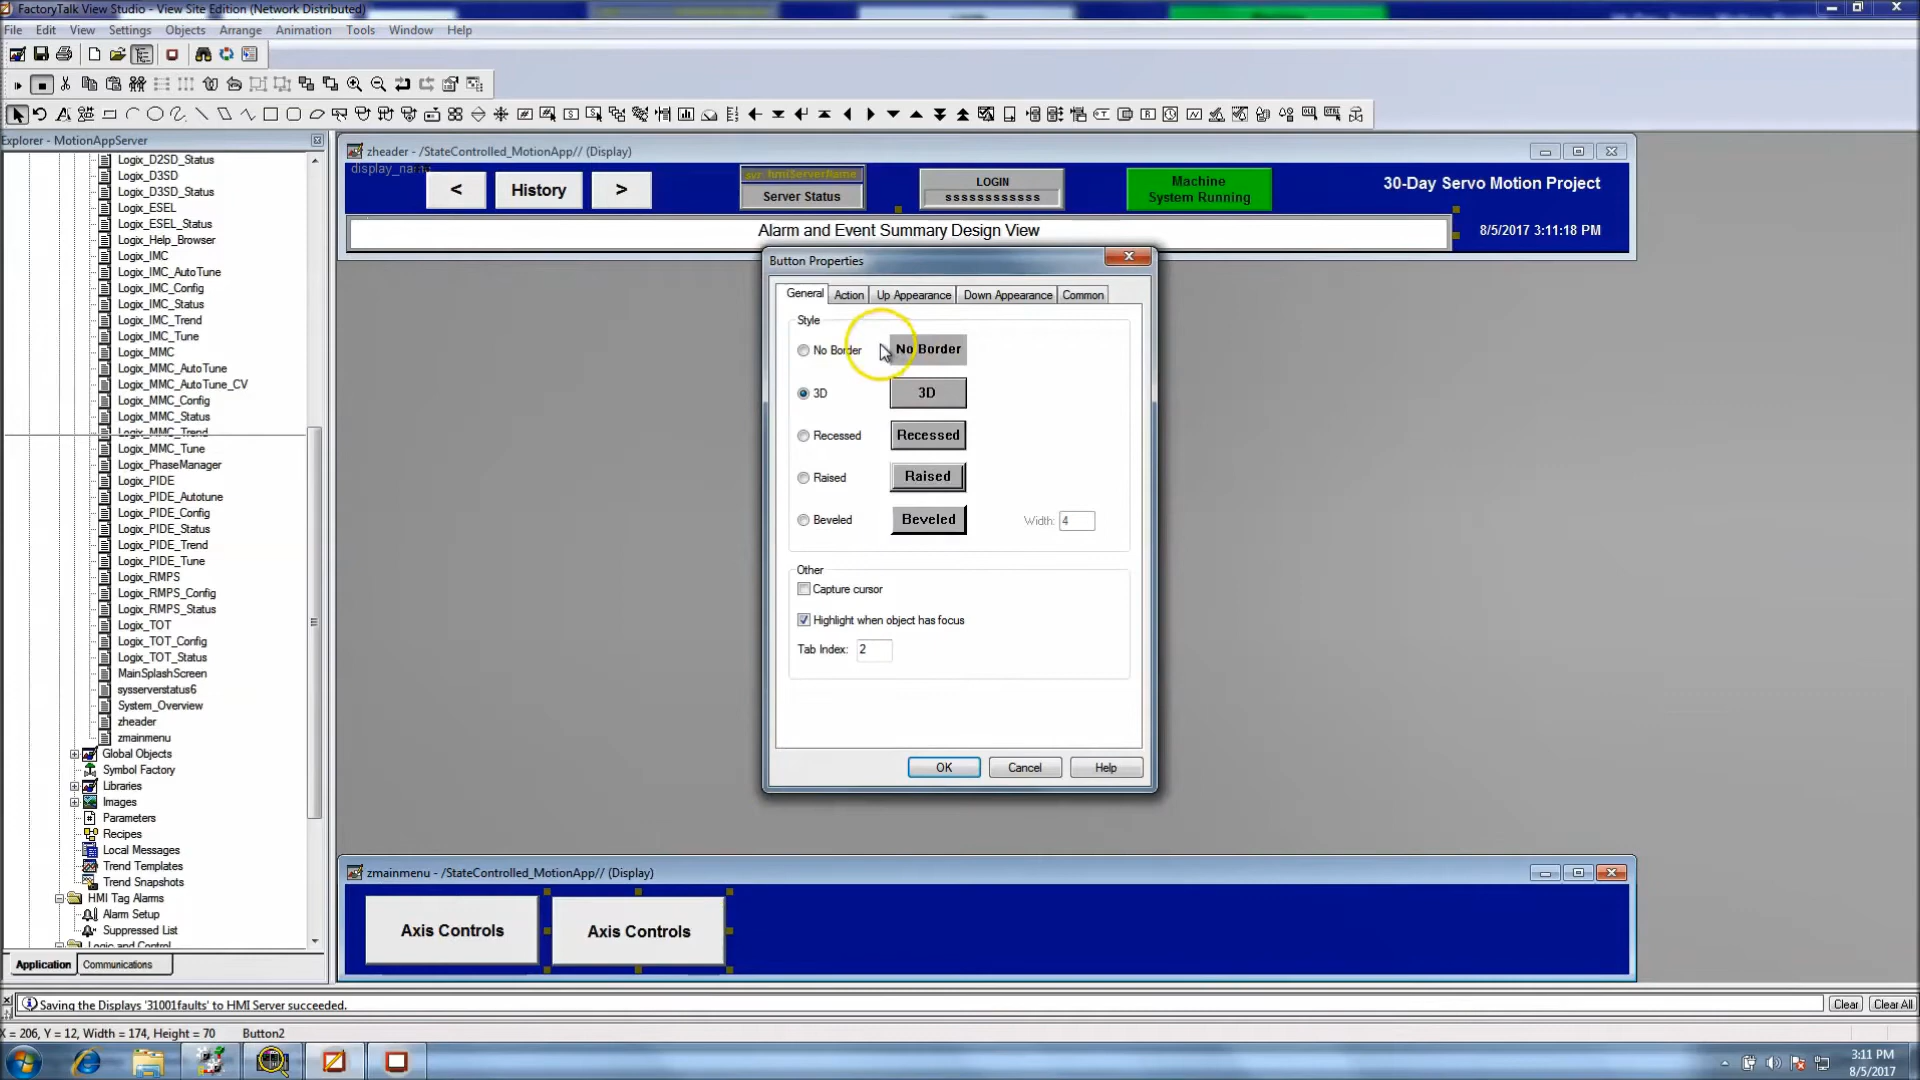 FactoryTalk View Studio - View Site Edition (Network Distributed)
File Edit View Settings Objects Arrange Animation Tools Window Help
Explorer - MotionAppServer
Logix_D2SD_Status
Logix_D3SD
Logix_D3SD_Status
Logix_ESEL
Logix_ESEL_Status
Logix_Help_Browser
Logix_IMC
Logix_IMC_AutoTune
Logix_IMC_Config
Logix_IMC_Status
Logix_IMC_Trend
Logix_IMC_Tune
Logix_MMC
Logix_MMC_AutoTune
Logix_MMC_AutoTune_CV
Logix_MMC_Config
Logix_MMC_Status
Logix_MMC_Trend
Logix_MMC_Tune
Logix_PhaseManager
Logix_PIDE
Logix_PIDE_Autotune
Logix_PIDE_Config
Logix_PIDE_Status
Logix_PIDE_Trend
Logix_PIDE_Tune
Logix_RMPS
Logix_RMPS_Config
Logix_RMPS_Status
Logix_TOT
Logix_TOT_Config
Logix_TOT_Status
MainSplashScreen
sysserverstatus6
System_Overview
zheader
zmainmenu
Global Objects
Symbol Factory
Libraries
Images
Parameters
Recipes
Local Messages
Trend Templates
Trend Snapshots
HMI Tag Alarms
Alarm Setup
Suppressed List
Logic and Control
Application Communications
zheader - /StateControlled_MotionApp// (Display)
display_name
< History >
svr hmiServerName
Server Status
LOGIN
ssssssssssss
Machine
System Running
30-Day Servo Motion Project
8/5/2017 3:11:18 PM
Alarm and Event Summary Design View
Button Properties
General Action Up Appearance Down Appearance Common
Style
No Border No Border
3D 3D
Recessed Recessed
Raised Raised
Beveled Beveled Width: 4
Other
Capture cursor
Highlight when object has focus
Tab Index: 2
OK Cancel Help
zmainmenu - /StateControlled_MotionApp// (Display)
Axis Controls Axis Controls
Saving the Displays '31001faults' to HMI Server succeeded.
Clear Clear All
X = 206, Y = 12, Width = 174, Height = 70 Button2
3:11 PM
8/5/2017